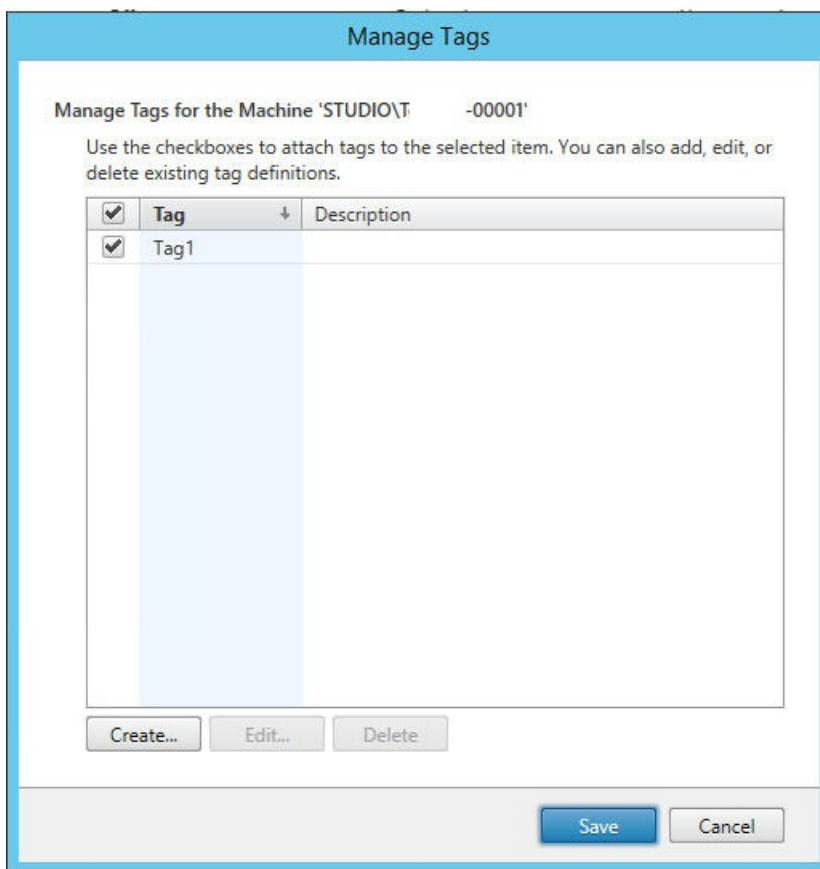 Manage Tags
Manage Tags for the Machine 'STUDIO\T -00001'
Use the checkboxes to attach tags to the selected item. You can also add, edit, or
delete existing tag definitions.
Tag Description
Tag1
Create... Edit... Delete
Save Cancel